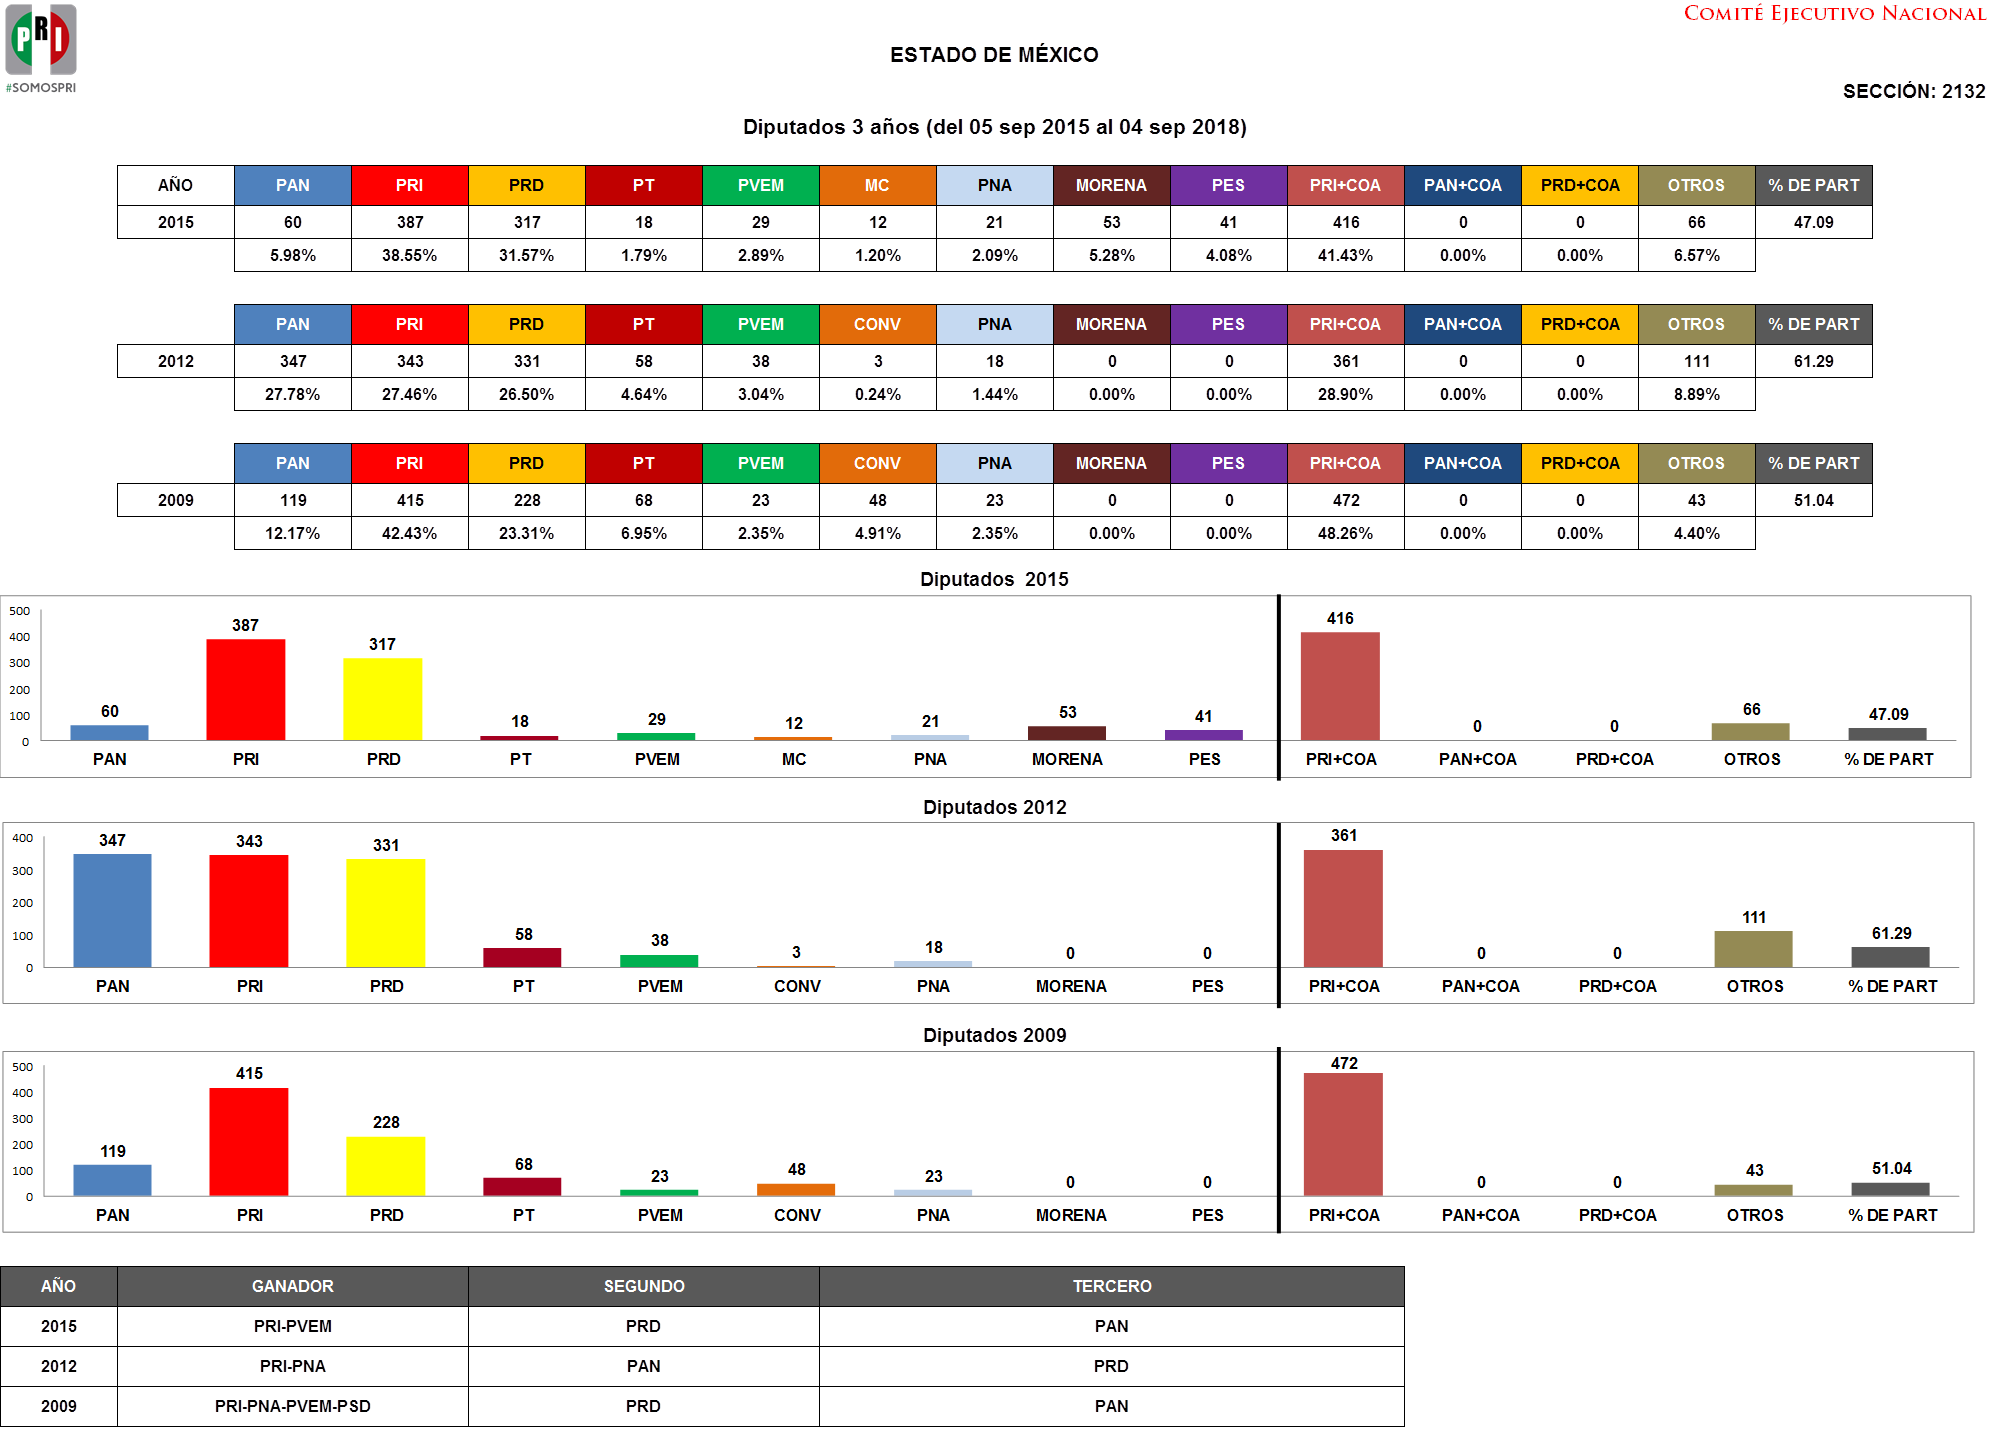 PRI
#SOMOSPRI
COMITÉ EJECUTIVO NACIONAL
ESTADO DE MÉXICO
SECCIÓN: 2132
Diputados 3 años (del 05 sep 2015 al 04 sep 2018)
AÑO PAN PRI PRD PT PVEM MC PNA MORENA PES PRI+COA PAN+COA PRD+COA OTROS % DE PART
2015 60 387 317 18 29 12 21 53 41 416 0 0 66 47.09
5.98% 38.55% 31.57% 1.79% 2.89% 1.20% 2.09% 5.28% 4.08% 41.43% 0.00% 0.00% 6.57%
PAN PRI PRD PT PVEM CONV PNA MORENA PES PRI+COA PAN+COA PRD+COA OTROS % DE PART
2012 347 343 331 58 38 3 18 0 0 361 0 0 111 61.29
27.78% 27.46% 26.50% 4.64% 3.04% 0.24% 1.44% 0.00% 0.00% 28.90% 0.00% 0.00% 8.89%
PAN PRI PRD PT PVEM CONV PNA MORENA PES PRI+COA PAN+COA PRD+COA OTROS % DE PART
2009 119 415 228 68 23 48 23 0 0 472 0 0 43 51.04
12.17% 42.43% 23.31% 6.95% 2.35% 4.91% 2.35% 0.00% 0.00% 48.26% 0.00% 0.00% 4.40%
Diputados 2015
500
400
300
200
100
0
60 387 317 18 29 12 21 53 41 416 0 0 66 47.09
PAN PRI PRD PT PVEM MC PNA MORENA PES PRI+COA PAN+COA PRD+COA OTROS % DE PART
Diputados 2012
400
300
200
100
0
347 343 331 58 38 3 18 0 0 361 0 0 111 61.29
PAN PRI PRD PT PVEM CONV PNA MORENA PES PRI+COA PAN+COA PRD+COA OTROS % DE PART
Diputados 2009
500
400
300
200
100
0
119 415 228 68 23 48 23 0 0 472 0 0 43 51.04
PAN PRI PRD PT PVEM CONV PNA MORENA PES PRI+COA PAN+COA PRD+COA OTROS % DE PART
AÑO GANADOR SEGUNDO TERCERO
2015 PRI-PVEM PRD PAN
2012 PRI-PNA PAN PRD
2009 PRI-PNA-PVEM-PSD PRD PAN